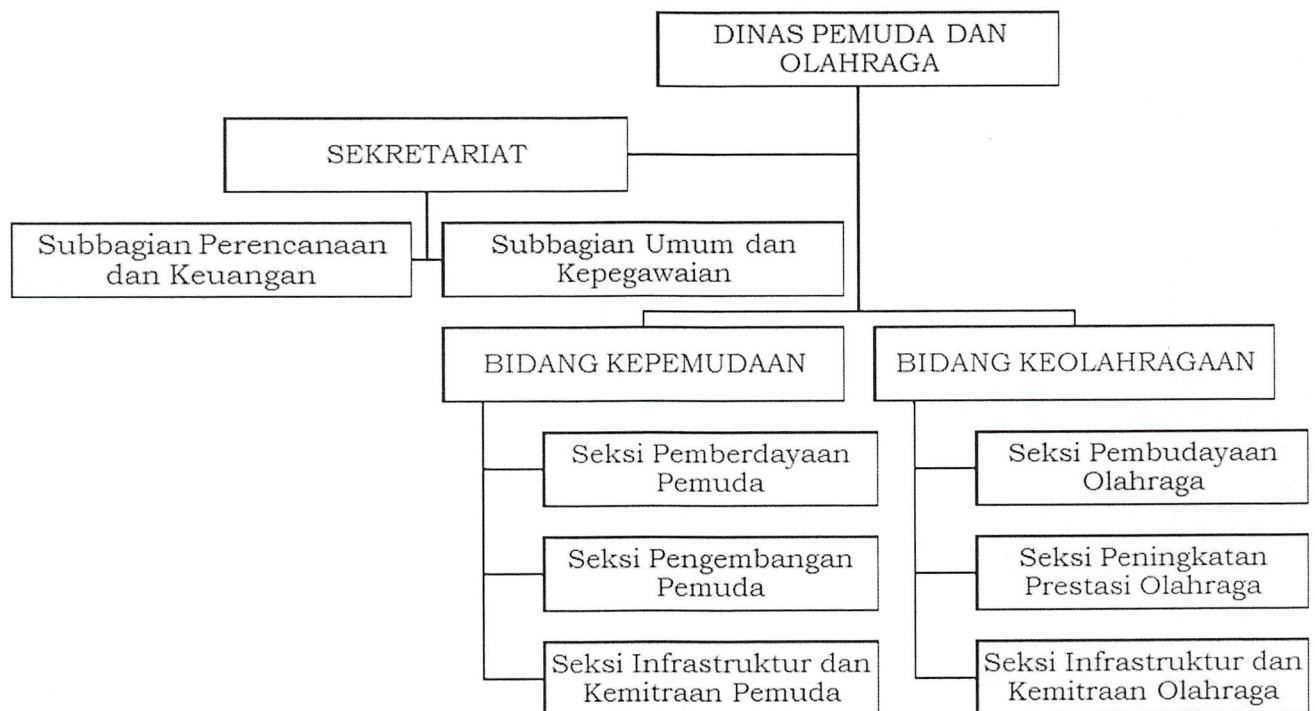 DINAS PEMUDA DAN
OLAHRAGA
SEKRETARIAT
Subbagian Perencanaan
dan Keuangan
Subbagian Umum dan
Kepegawaian
BIDANG KEPEMUDAAN
BIDANG KEOLAHRAGAAN
Seksi Pemberdayaan
Pemuda
Seksi Pembudayaan
Olahraga
Seksi Pengembangan
Pemuda
Seksi Peningkatan
Prestasi Olahraga
Seksi Infrastruktur dan
Kemitraan Pemuda
Seksi Infrastruktur dan
Kemitraan Olahraga